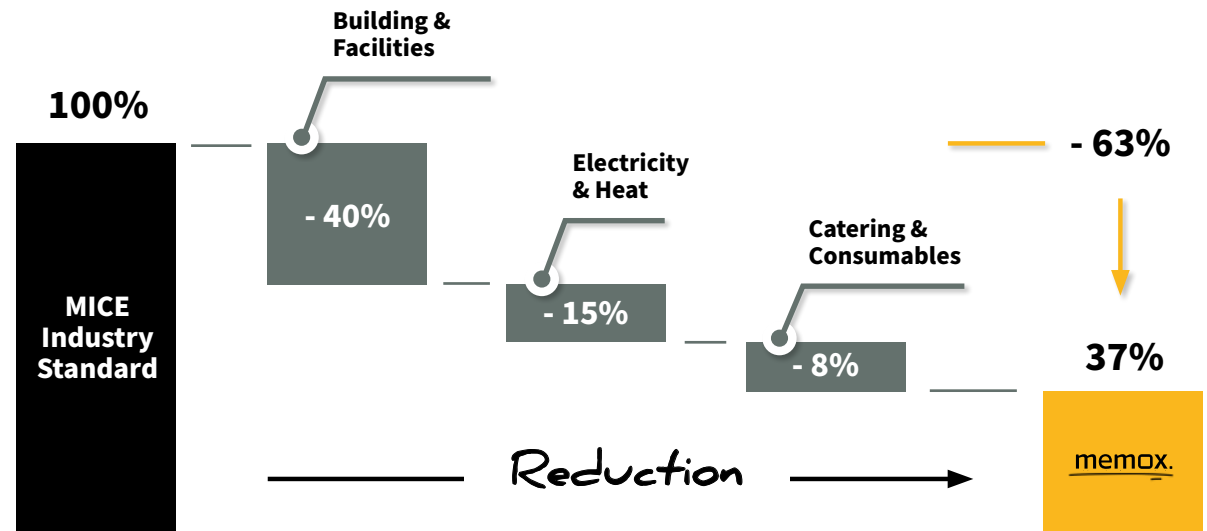 Building &
Facilities
100%
- 63%
Electricity
& Heat
- 40%
Catering &
Consumables
MICE
Industry
Standard
- 15%
- 8%
37%
Reduction
memox.